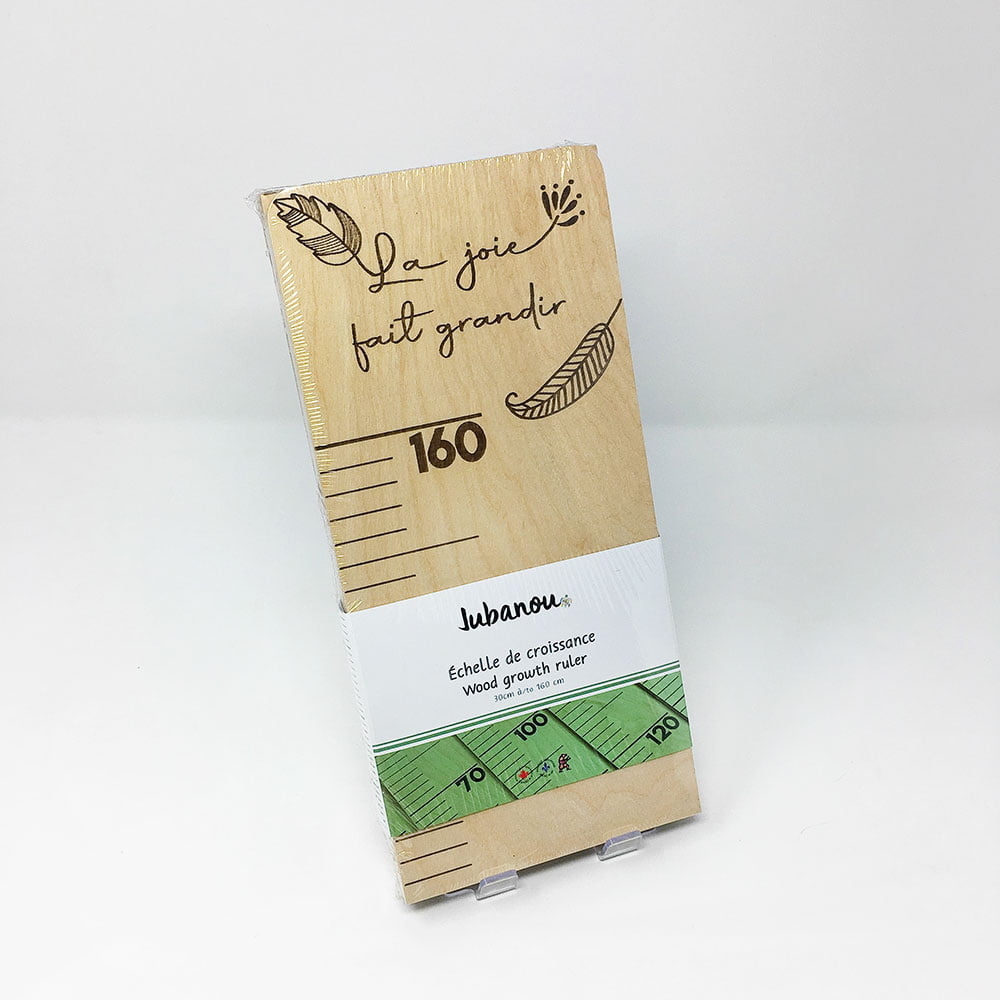 La joie
fait grandir
160
Jubanou
Échelle de croissance
Wood growth ruler
30cm à/to 160 cm
70
100
120